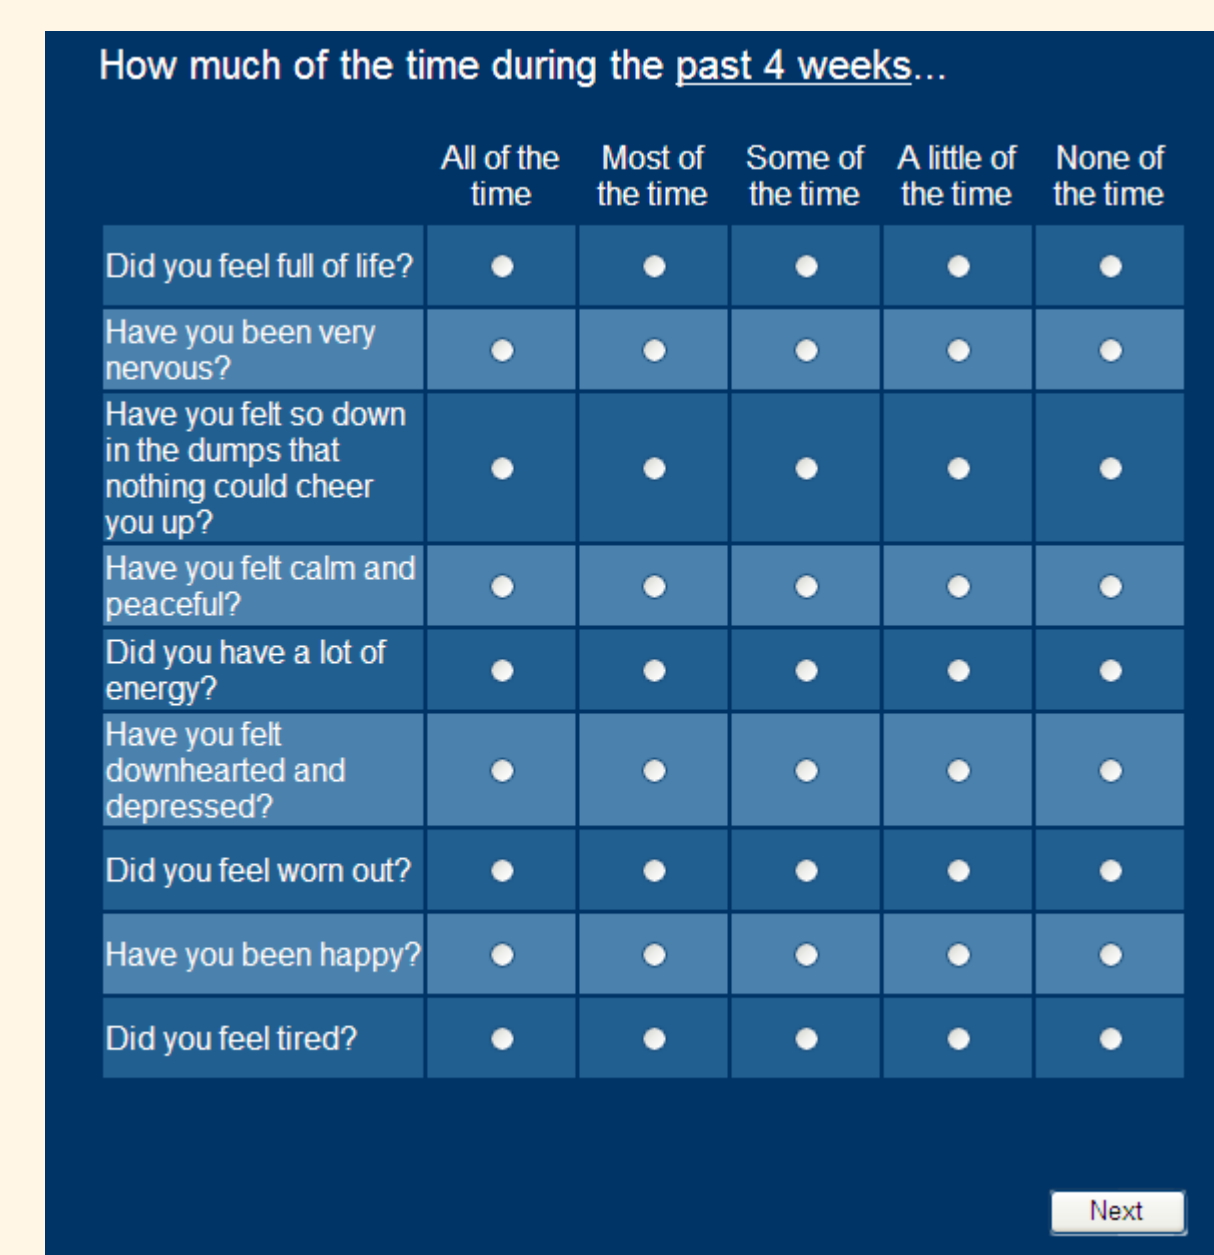 How much of the time during the past 4 weeks...
All of the Most of Some of A little of None of
time the time the time the time the time
Did you feel full of life?
Have you been very
nervous?
Have you felt so down
in the dumps that
nothing could cheer
you up?
Have you felt calm and
peaceful?
Did you have a lot of
energy?
Have you felt
downhearted and
depressed?
Did you feel worn out?
Have you been happy?
Did you feel tired?
Next